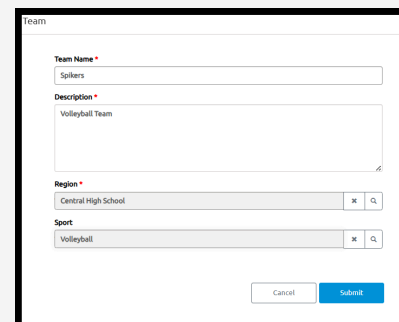 Team
Team Name *
Spikers
Description *
Volleyball Team
Region *
Central High School
Sport
Volleyball
Cancel Submit